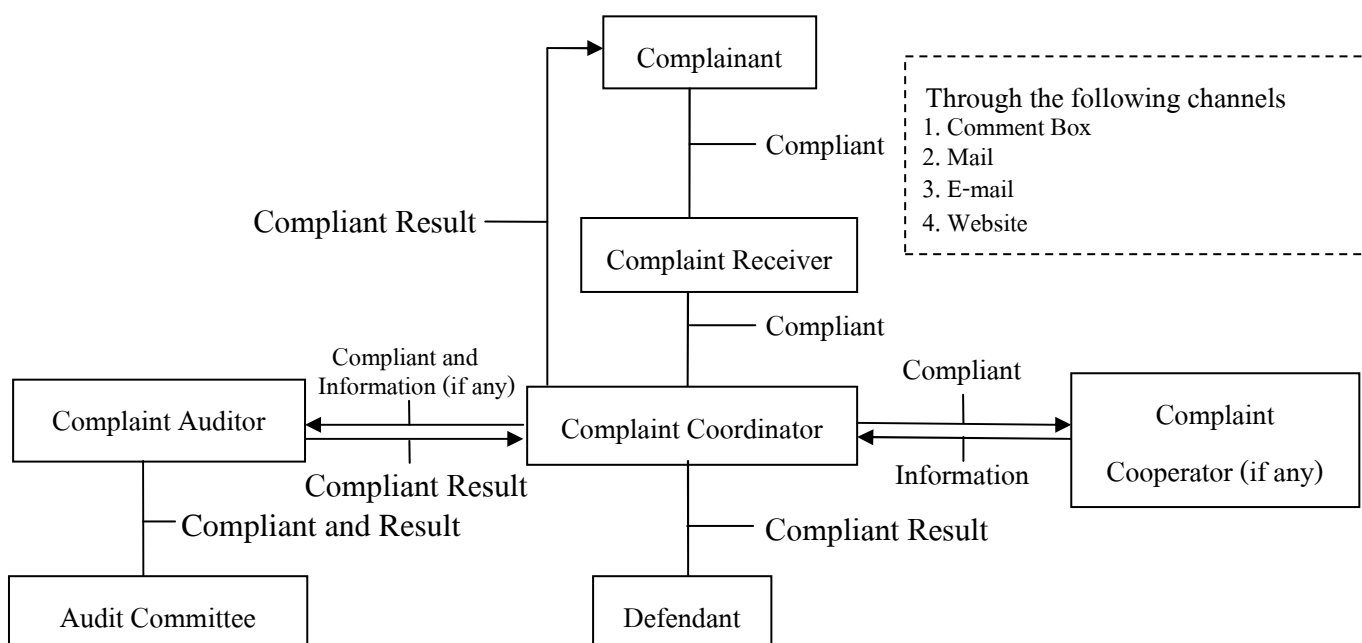 Complainant
Through the following channels
1. Comment Box
2. Mail
3. E-mail
4. Website
Compliant
Compliant Result
Complaint Receiver
Compliant
Compliant and
Information (if any)
Compliant
Complaint Auditor
Complaint Coordinator
Complaint
Cooperator (if any)
Compliant Result
Information
Compliant and Result
Compliant Result
Audit Committee
Defendant